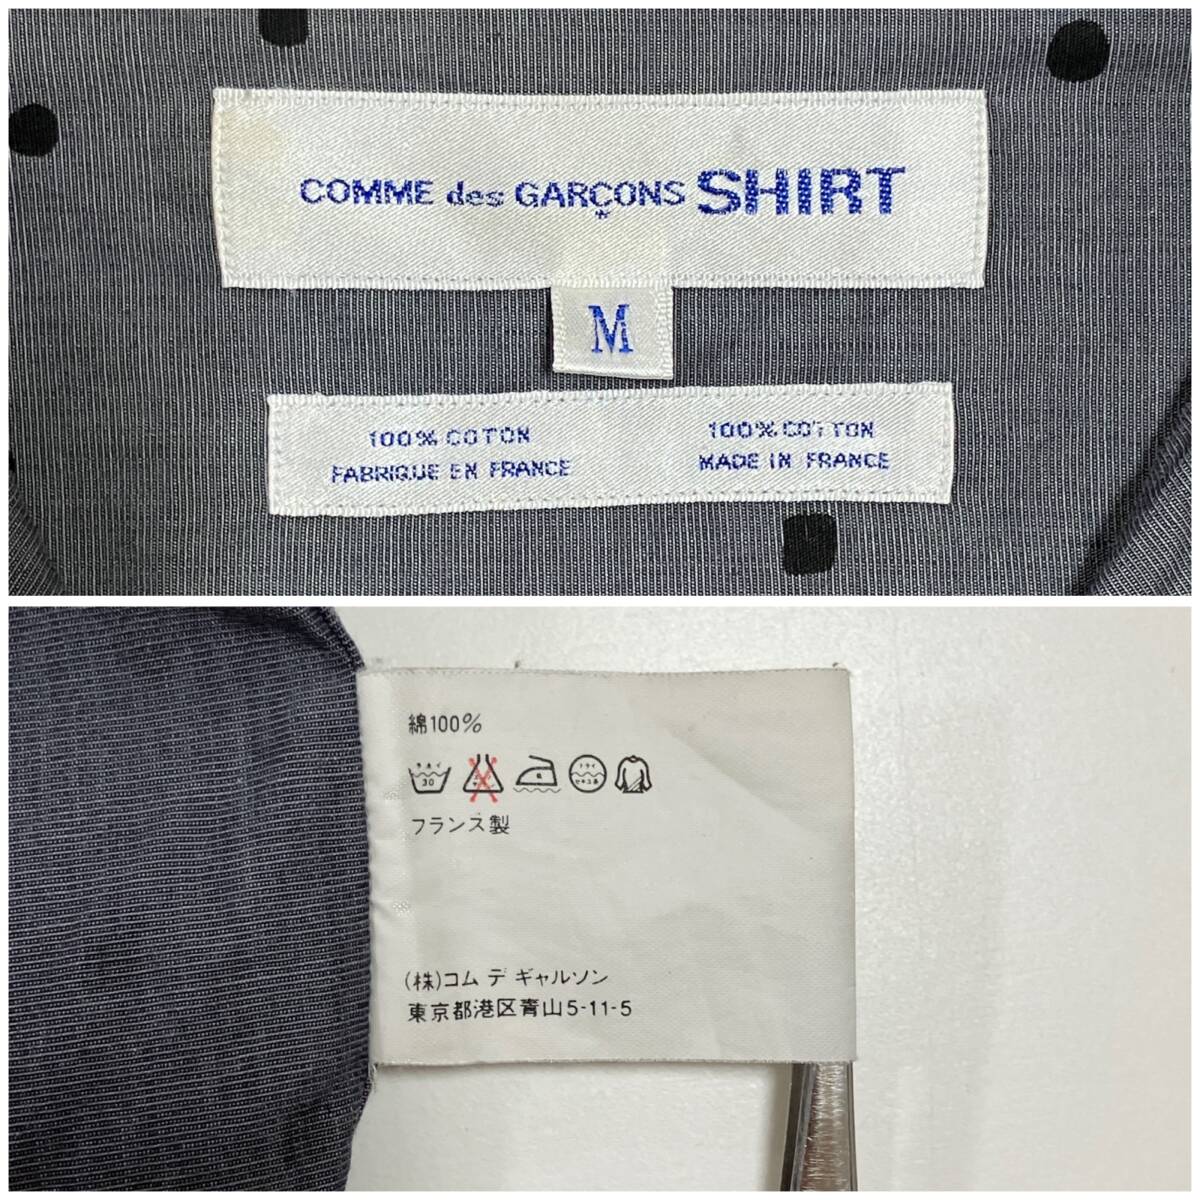 COMME des GARÇONS SHIRT
M
100% COTON
FABRIQUE EN FRANCE
100% COTTON
MADE IN FRANCE
綿100%
30
フランス製
(株)コム デ ギャルソン
東京都港区青山5-11-5